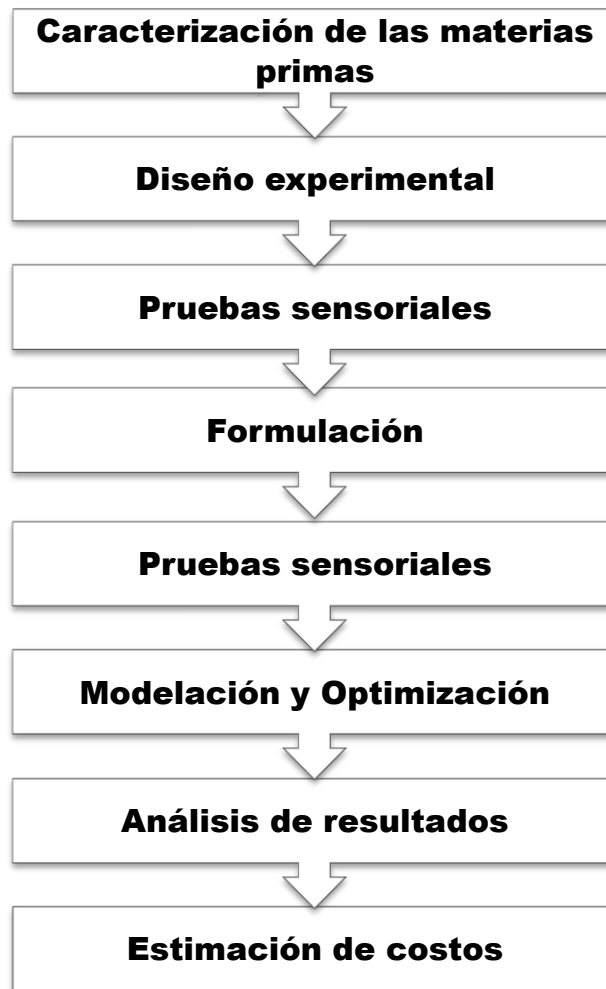 Caracterización de las materias
primas
Diseño experimental
Pruebas sensoriales
Formulación
Pruebas sensoriales
Modelación y Optimización
Análisis de resultados
Estimación de costos